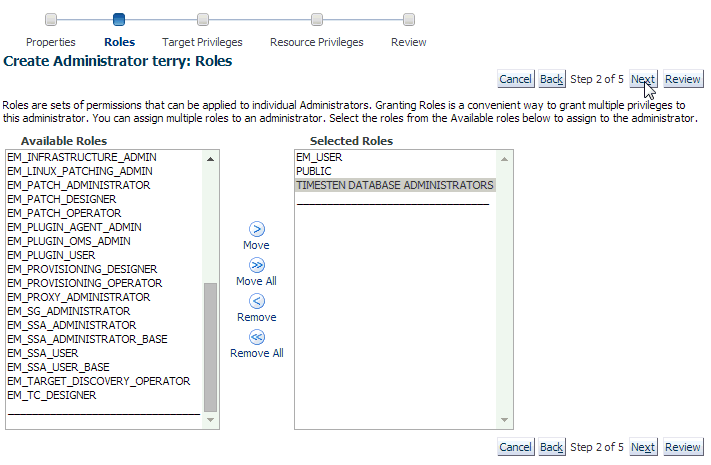 Properties Roles Target Privileges Resource Privileges Review
Create Administrator terry: Roles
Cancel Back Step 2 of 5 Next Review
Roles are sets of permissions that can be applied to individual Administrators. Granting Roles is a convenient way to grant multiple privileges to
this administrator. You can assign multiple roles to an administrator. Select the roles from the Available roles below to assign to the administrator.
Available Roles
EM_INFRASTRUCTURE_ADMIN
EM_LINUX_PATCHING_ADMIN
EM_PATCH_ADMINISTRATOR
EM_PATCH_DESIGNER
EM_PATCH_OPERATOR
EM_PLUGIN_AGENT_ADMIN
EM_PLUGIN_OMS_ADMIN
EM_PLUGIN_USER
EM_PROVISIONING_DESIGNER
EM_PROVISIONING_OPERATOR
EM_PROXY_ADMINISTRATOR
EM_SG_ADMINISTRATOR
EM_SSA_ADMINISTRATOR
EM_SSA_ADMINISTRATOR_BASE
EM_SSA_USER
EM_SSA_USER_BASE
EM_TARGET_DISCOVERY_OPERATOR
EM_TC_DESIGNER
Move
Move All
Remove
Remove All
Selected Roles
EM_USER
PUBLIC
TIMESTEN DATABASE ADMINISTRATORS
Cancel Back Step 2 of 5 Next Review